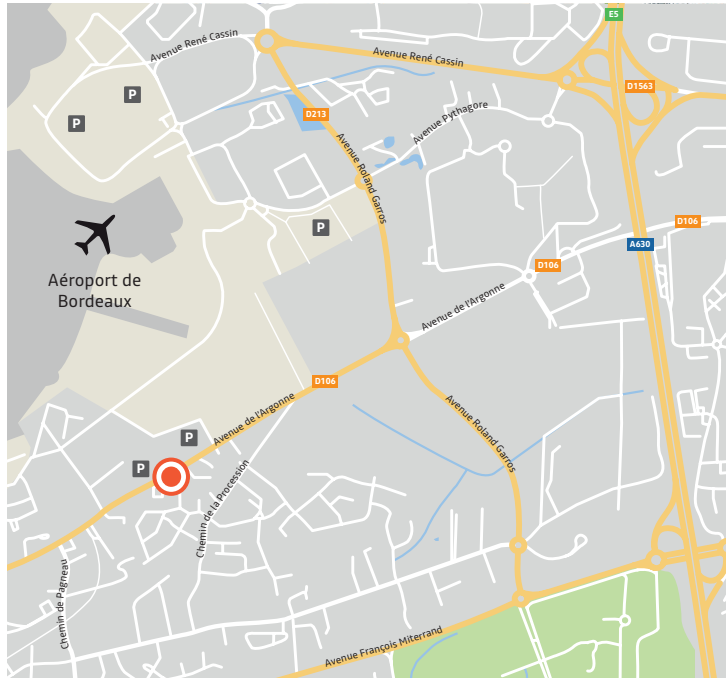 E5
Avenue René Cassin
Avenue René Cassin
D1563
P
P
D213
Avenue Pythagore
Avenue Roland Garros
P
D106
A630
D106
Aéroport de
Bordeaux
Avenue de l'Argonne
D106
Avenue de l'Argonne
Avenue Roland Garros
P
P
Chemin de la Procession
Chemin de Pagneau
Avenue François Miterrand